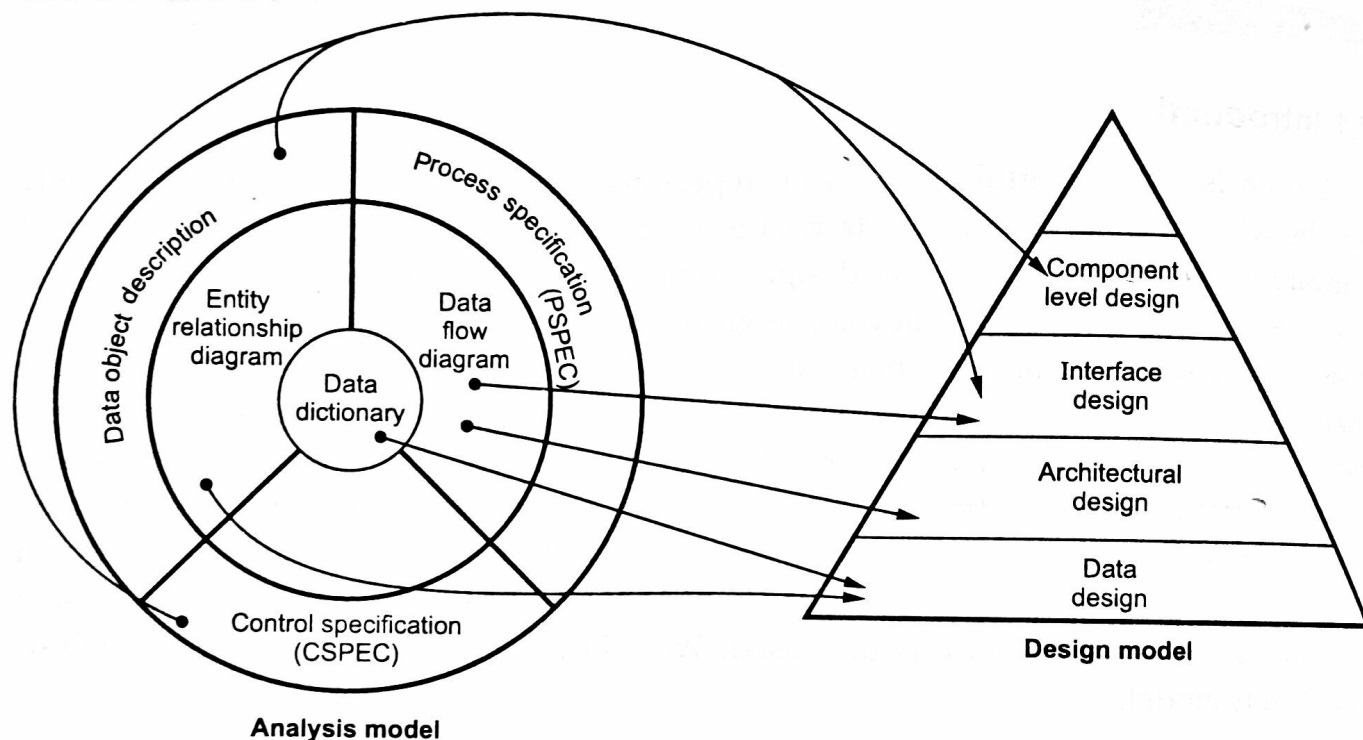 Introduct
Process specification
(PSPEC)
Data object description
Entity
relationship
diagram
Data
flow
diagram
Data
dictionary
Control specification
(CSPEC)
Analysis model
Component
level design
Interface
design
Architectural
design
Data
design
Design model